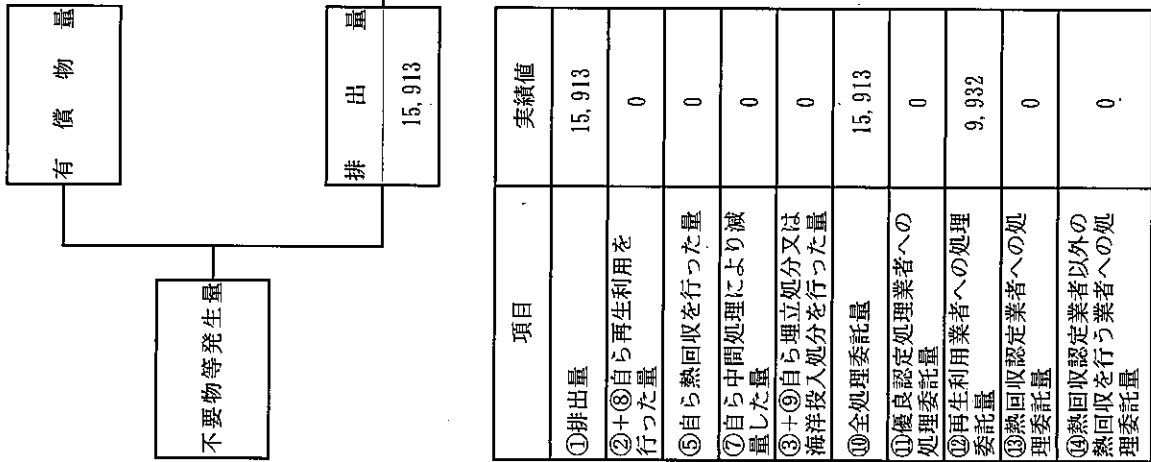 不要物等発生量
有償物量
排出量
15,913
項目 実績値
①排出量 15,913
②+⑧自ら再生利用を
行った量 0
⑤自ら熱回収を行った量 0
⑦自ら中間処理により減
量した量 0
③+⑨自ら埋立処分又は
海洋投入処分を行った量 0
⑩全処理委託量 15,913
⑪優良認定処理業者への
処理委託量 0
⑫再生利用業者への処理
委託量 9,932
⑬熱回収認定業者への処
理委託量 0
⑭熱回収認定業者以外の
熱回収を行う業者への処
理委託量 0